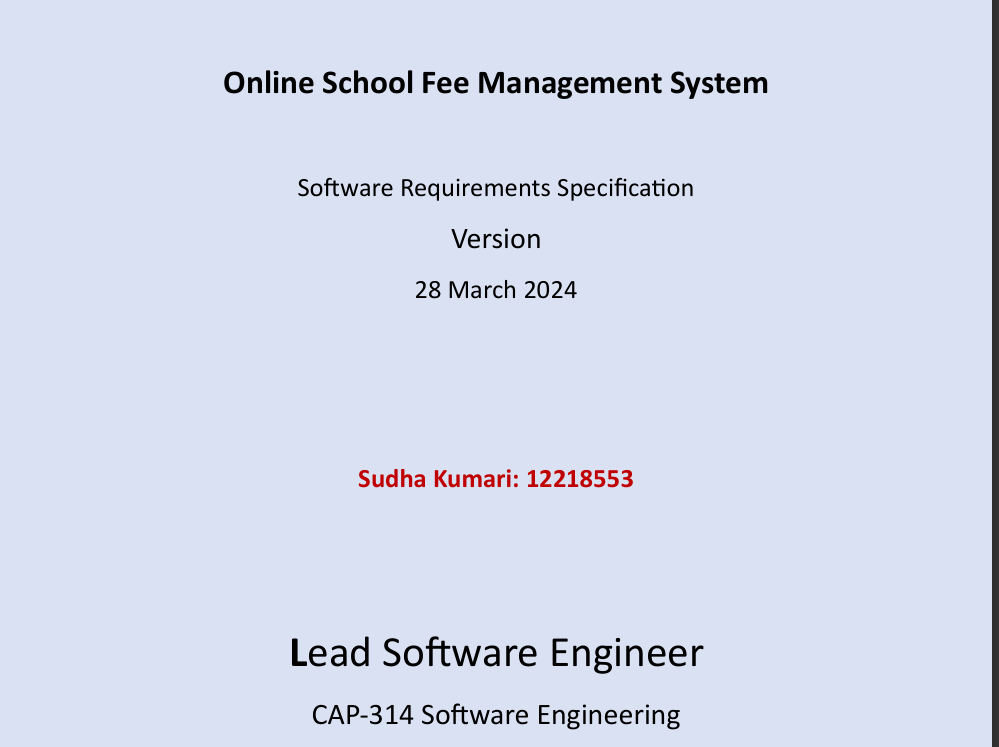 Online School Fee Management System
Software Requirements Specification
Version
28 March 2024
Sudha Kumari: 12218553
Lead Software Engineer
CAP-314 Software Engineering